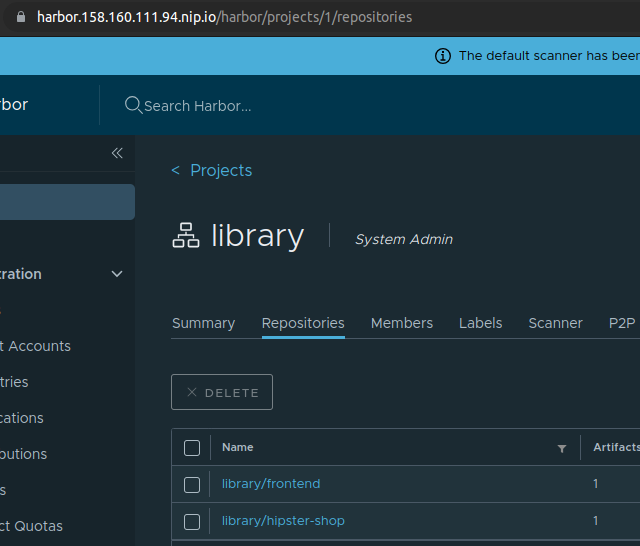 harbor.158.160.111.94.nip.io/harbor/projects/1/repositories
The default scanner has been
rbor
Search Harbor...
< Projects
library
System Admin
tration
Summary Repositories Members Labels Scanner P2P
t Accounts
tries
DELETE
cations
Name Artifacts
butions
library/frontend 1
s
library/hipster-shop 1
ct Quotas